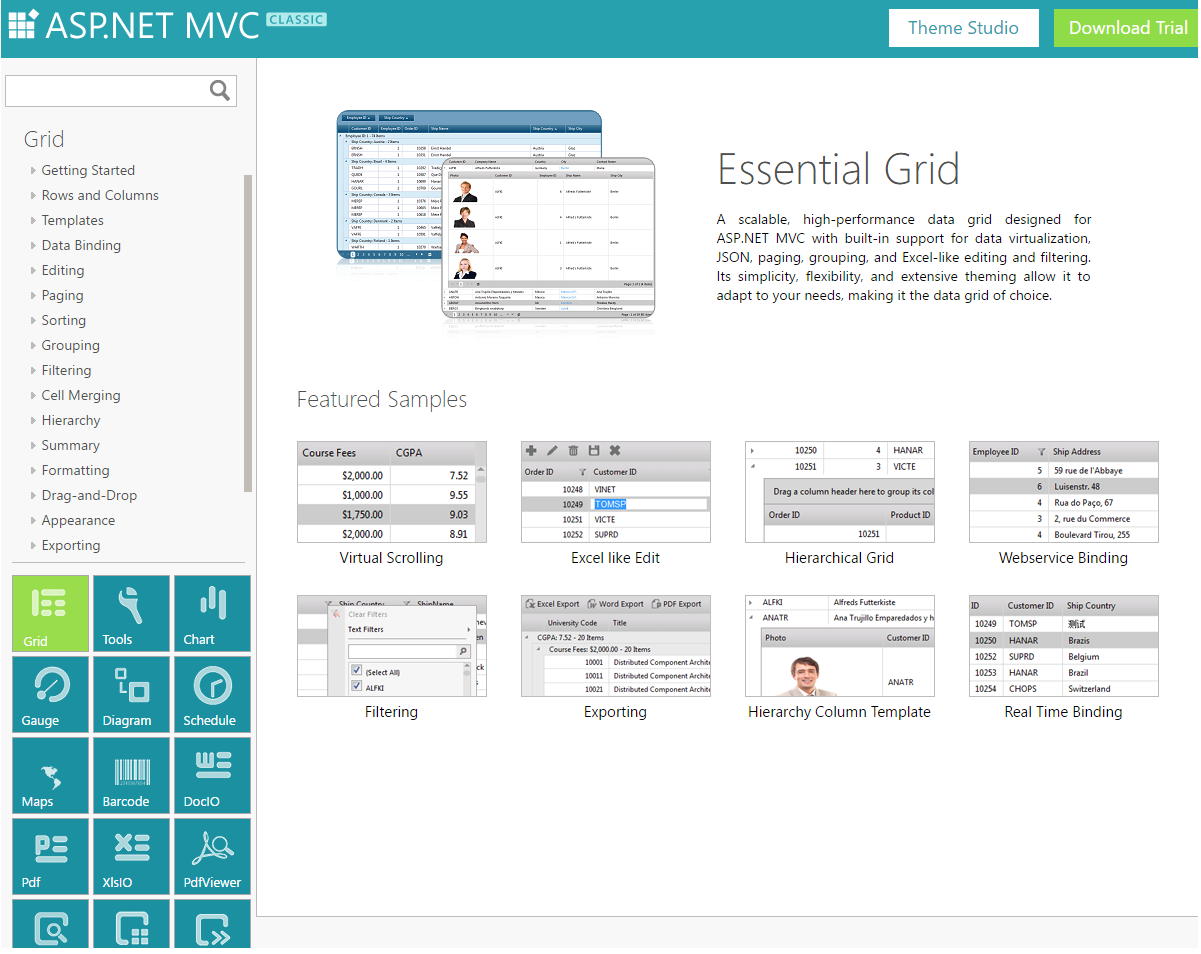 ASP.NET MVC CLASSIC
Theme Studio
Download Trial
Grid
Getting Started
Rows and Columns
Templates
Data Binding
Editing
Paging
Sorting
Grouping
Filtering
Cell Merging
Hierarchy
Summary
Formatting
Drag-and-Drop
Appearance
Exporting
Grid
Tools
Chart
Gauge
Diagram
Schedule
Maps
Barcode
DocIO
Pdf
XlsIO
PdfViewer
Essential Grid
A scalable, high-performance data grid designed for
ASP.NET MVC with built-in support for data virtualization,
JSON, paging, grouping, and Excel-like editing and filtering.
Its simplicity, flexibility, and extensive theming allow it to
adapt to your needs, making it the data grid of choice.
Featured Samples
Course Fees CGPA
$2,000.00 7.52
$1,000.00 9.55
$1,750.00 9.03
$2,000.00 8.91
Virtual Scrolling
Order ID Customer ID
10248 VINET
10249 TOMSP
10251 VICTE
10252 SUPRD
Excel like Edit
10250 4 HANAR
10251 3 VICTE
Drag a column header here to group its col
Order ID Product ID
10251
Hierarchical Grid
Employee ID Ship Address
5 59 rue de l'Abbaye
6 Luisenstr. 48
4 Rua do Paço, 67
3 2, rue du Commerce
4 Boulevard Tirou, 255
Webservice Binding
Ship Country ShipName
Clear Filters
Text Filters
(Select All)
ALFKI
Filtering
Excel Export Word Export PDF Export
University Code Title
CGPA: 7.52 - 20 Items
Course Fees: $2,000.00 - 20 Items
10001 Distributed Component Archite
10011 Distributed Component Archite
10021 Distributed Component Archite
Exporting
ALFKI Alfreds Futterkiste
ANATR Ana Trujillo Emparedados y h
Photo Customer ID
ANATR
Hierarchy Column Template
ID Customer ID Ship Country
10249 TOMSP 测试
10250 HANAR Brazis
10252 SUPRD Belgium
10253 HANAR Brazil
10254 CHOPS Switzerland
Real Time Binding